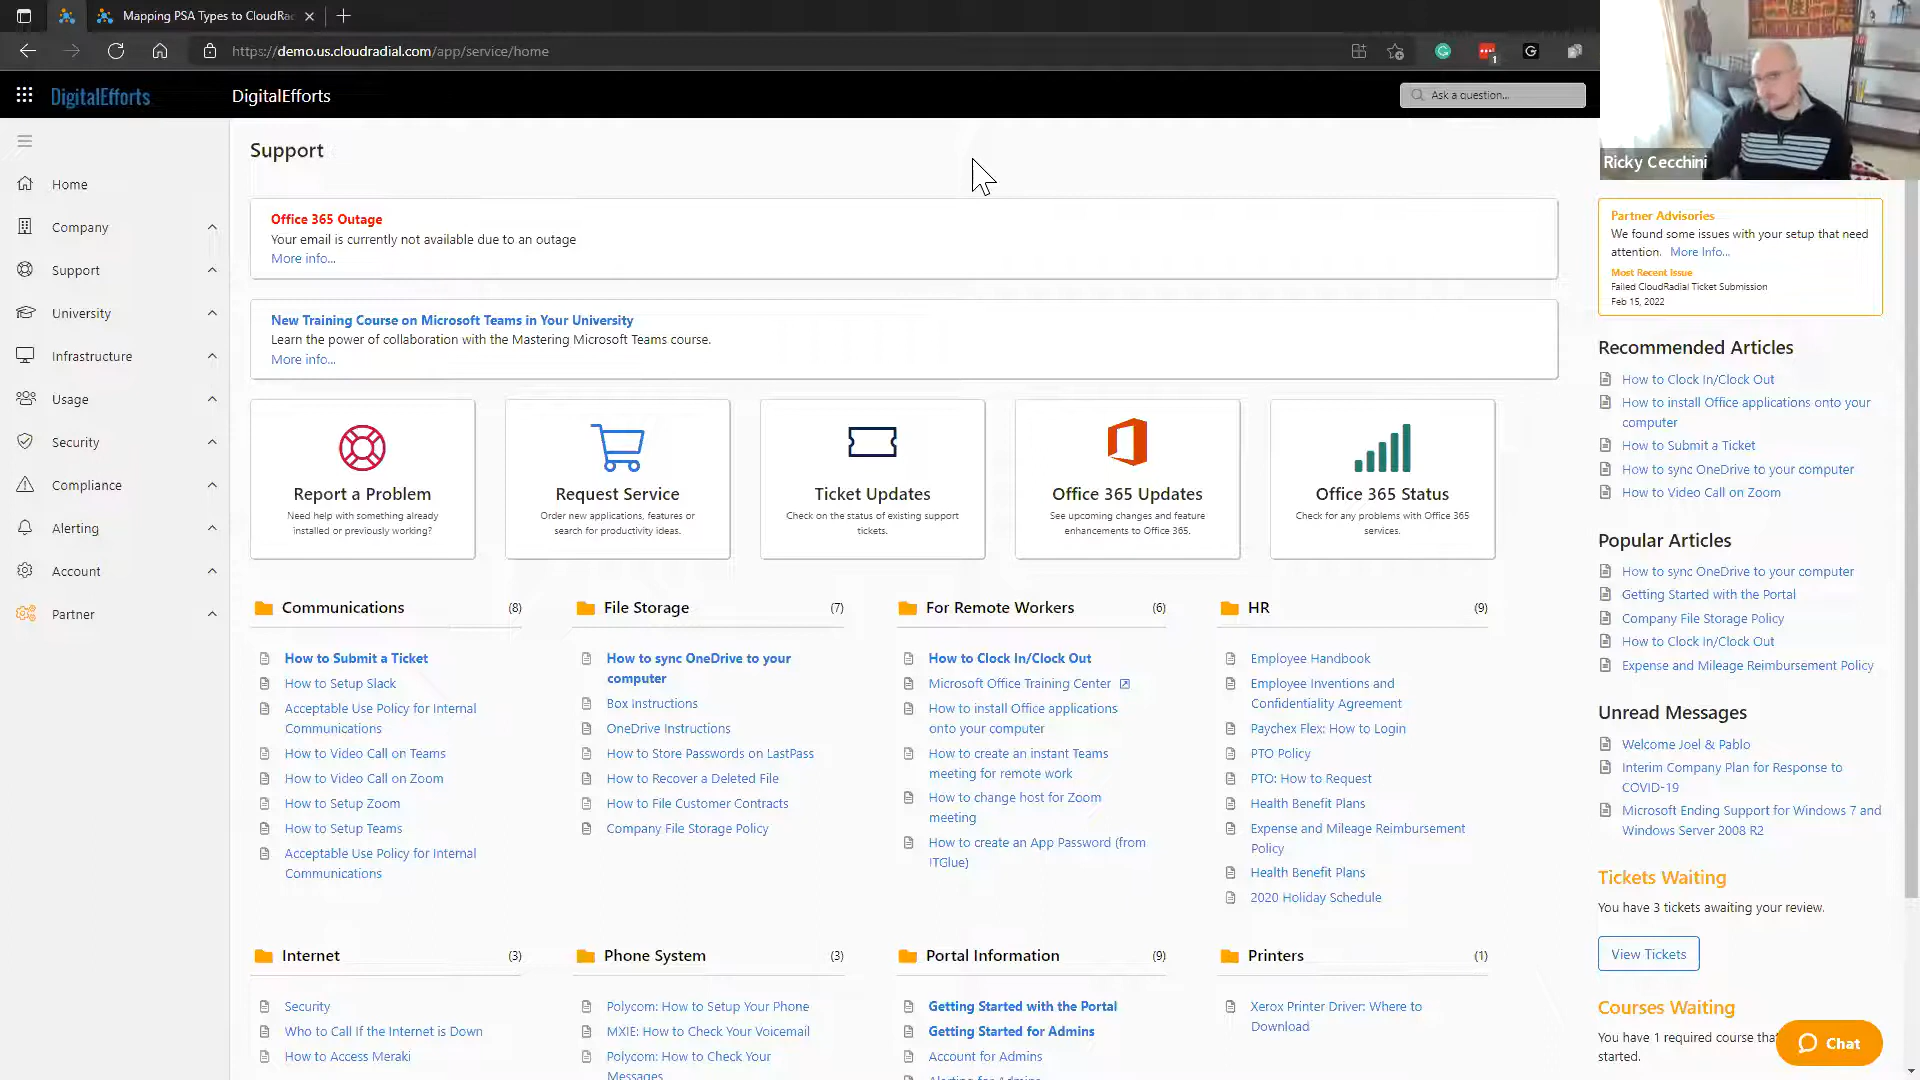 Mapping PSA Types to CloudRa
https://demo.us.cloudradial.com/app/service/home
1
DigitalEfforts
DigitalEfforts
Ask a question...
Ricky Cecchini
Home
Company
Support
University
Infrastructure
Usage
Security
Compliance
Alerting
Account
Partner
Support
Office 365 Outage
Your email is currently not available due to an outage
More info...
New Training Course on Microsoft Teams in Your University
Learn the power of collaboration with the Mastering Microsoft Teams course.
More info...
Report a Problem
Need help with something already
installed or previously working?
Request Service
Order new applications, features or
search for productivity ideas.
Ticket Updates
Check on the status of existing support
tickets.
Office 365 Updates
See upcoming changes and feature
enhancements to Office 365.
Office 365 Status
Check for any problems with Office 365
services.
Communications (8)
How to Submit a Ticket
How to Setup Slack
Acceptable Use Policy for Internal
Communications
How to Video Call on Teams
How to Video Call on Zoom
How to Setup Zoom
How to Setup Teams
Acceptable Use Policy for Internal
Communications
File Storage (7)
How to sync OneDrive to your
computer
Box Instructions
OneDrive Instructions
How to Store Passwords on LastPass
How to Recover a Deleted File
How to File Customer Contracts
Company File Storage Policy
For Remote Workers (6)
How to Clock In/Clock Out
Microsoft Office Training Center
How to install Office applications
onto your computer
How to create an instant Teams
meeting for remote work
How to change host for Zoom
meeting
How to create an App Password (from
ITGlue)
HR (9)
Employee Handbook
Employee Inventions and
Confidentiality Agreement
Paychex Flex: How to Login
PTO Policy
PTO: How to Request
Health Benefit Plans
Expense and Mileage Reimbursement
Policy
Health Benefit Plans
2020 Holiday Schedule
Internet (3)
Security
Who to Call If the Internet is Down
How to Access Meraki
Phone System (3)
Polycom: How to Setup Your Phone
MXIE: How to Check Your Voicemail
Polycom: How to Check Your
Messages
Portal Information (9)
Getting Started with the Portal
Getting Started for Admins
Account for Admins
Alerting for Admins
Printers (1)
Xerox Printer Driver: Where to
Download
Partner Advisories
We found some issues with your setup that need
attention. More Info...
Most Recent Issue
Failed CloudRadial Ticket Submission
Feb 15, 2022
Recommended Articles
How to Clock In/Clock Out
How to install Office applications onto your
computer
How to Submit a Ticket
How to sync OneDrive to your computer
How to Video Call on Zoom
Popular Articles
How to sync OneDrive to your computer
Getting Started with the Portal
Company File Storage Policy
How to Clock In/Clock Out
Expense and Mileage Reimbursement Policy
Unread Messages
Welcome Joel & Pablo
Interim Company Plan for Response to
COVID-19
Microsoft Ending Support for Windows 7 and
Windows Server 2008 R2
Tickets Waiting
You have 3 tickets awaiting your review.
View Tickets
Courses Waiting
You have 1 required course tha
started.
Chat